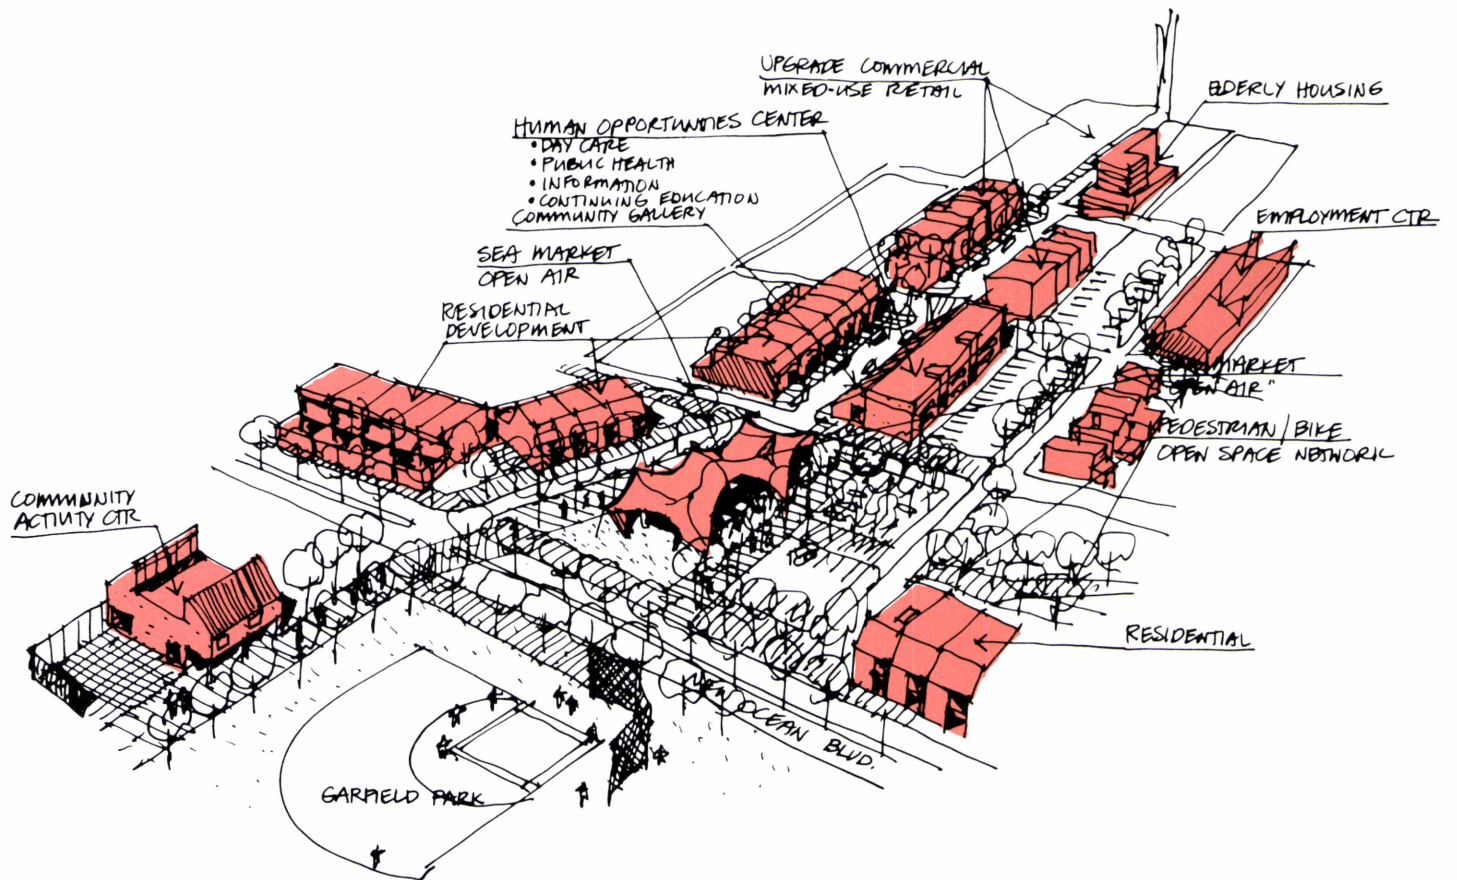 UPGRADE COMMERCIAL
MIXED-USE RETAIL
ELDERLY HOUSING
HUMAN OPPORTUNITIES CENTER
• DAY CARE
• PUBLIC HEALTH
• INFORMATION
• CONTINUING EDUCATION
COMMUNITY GALLERY
EMPLOYMENT CTR
SEA MARKET
OPEN AIR
RESIDENTIAL
DEVELOPMENT
MARKET
"OPEN AIR"
PEDESTRIAN/BIKE
OPEN SPACE NETWORK
COMMUNITY
ACTIVITY CTR
RESIDENTIAL
OCEAN BLVD.
GARFIELD PARK